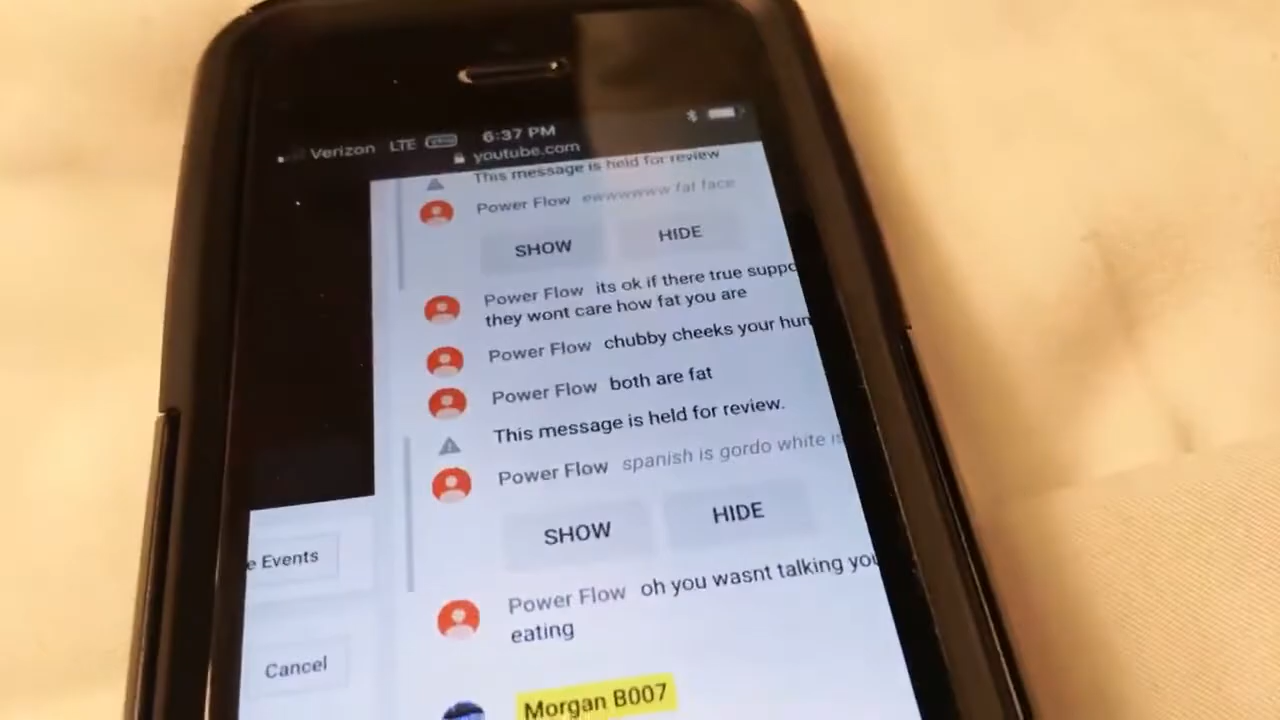 Verizon LTE 6:37 PM
youtube.com
This message is held for review
Power Flow ewwwwww fat face
SHOW HIDE
Power Flow its ok if there true suppo
they wont care how fat you are
Power Flow chubby cheeks your hun
Power Flow both are fat
This message is held for review.
Power Flow spanish is gordo white is
SHOW HIDE
e Events
Power Flow oh you wasnt talking you
eating
Cancel
Morgan B007